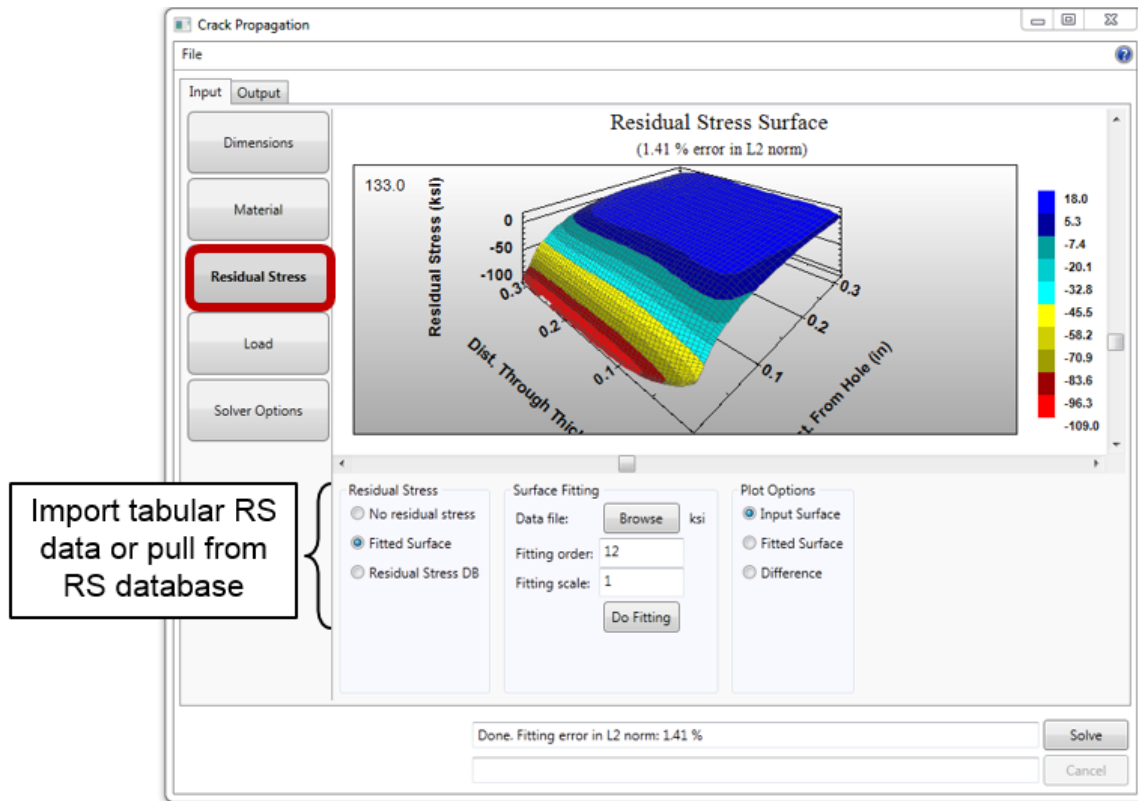 Crack Propagation
File
Input Output
Dimensions
Material
Residual Stress
Load
Solver Options
Residual Stress Surface
(1.41 % error in L2 norm)
133.0
Residual Stress (ksi)
0
-50
-100
0.3
0.2
0.1
Dist, Through
0.1
0.2
0.3
From Hole (in)
18.0
5.3
-7.4
-20.1
-32.8
-45.5
-58.2
-70.9
-83.6
-96.3
-109.0
Import tabular RS
data or pull from
RS database
Residual Stress
No residual stress
Fitted Surface
Residual Stress DB
Surface Fitting
Data file: Browse ksi
Fitting order: 12
Fitting scale: 1
Do Fitting
Plot Options
Input Surface
Fitted Surface
Difference
Done. Fitting error in L2 norm: 1.41 %
Solve
Cancel